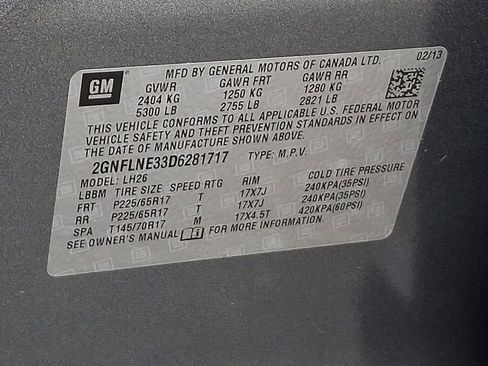 GM
MFD BY GENERAL MOTORS OF CANADA LTD. 02/13
GVWR GAWR FRT GAWR RR
2404 KG 1250 KG 1280 KG
5300 LB 2755 LB 2821 LB
THIS VEHICLE CONFORMS TO ALL APPLICABLE U.S. FEDERAL MOTOR
VEHICLE SAFETY AND THEFT PREVENTION STANDARDS IN EFFECT ON
THE DATE OF MANUFACTURE SHOWN ABOVE.
2GNFLNE33D6281717 TYPE: M.P.V.
MODEL: LH26
LBBM TIRE SIZE SPEED RTG RIM COLD TIRE PRESSURE
FRT P225/65R17 T 17X7J 240KPA(35PSI)
RR P225/65R17 T 17X7J 240KPA(35PSI)
SPA T145/70R17 M 17X4.5T 420KPA(60PSI)
SEE OWNER'S MANUAL FOR MORE INFORMATION.